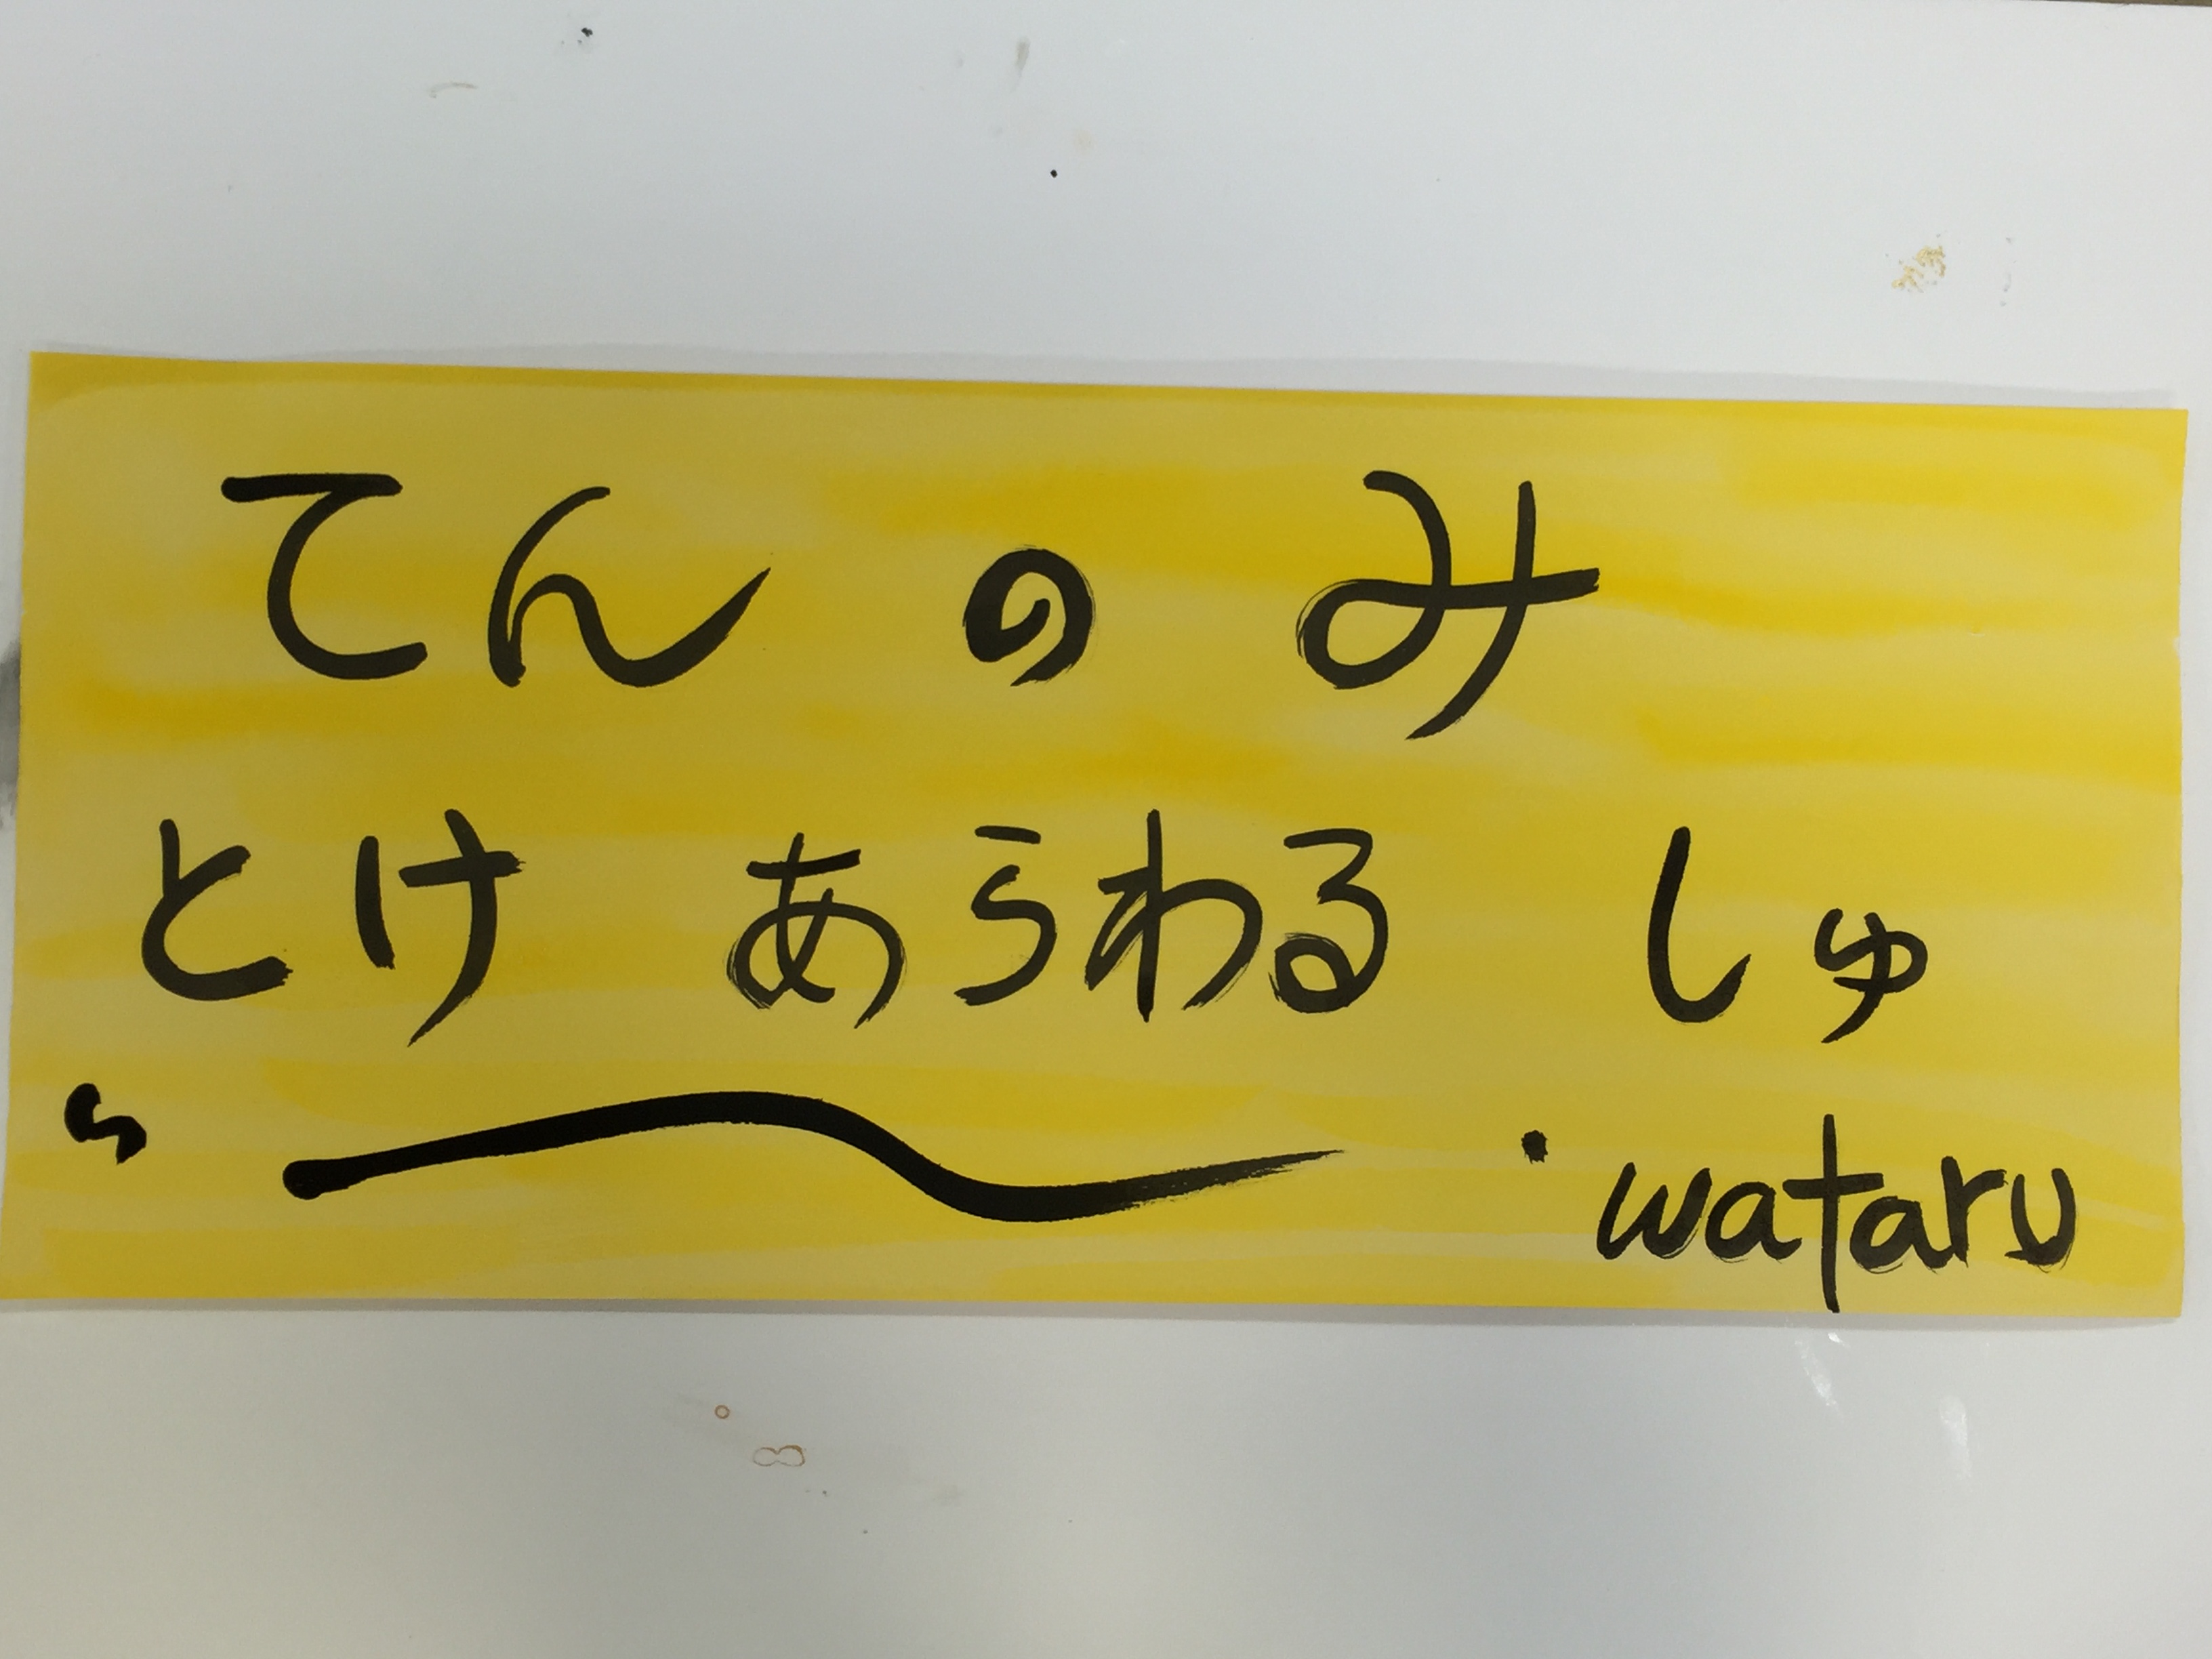 てん の み
とけ あらわる しゅ
wataru